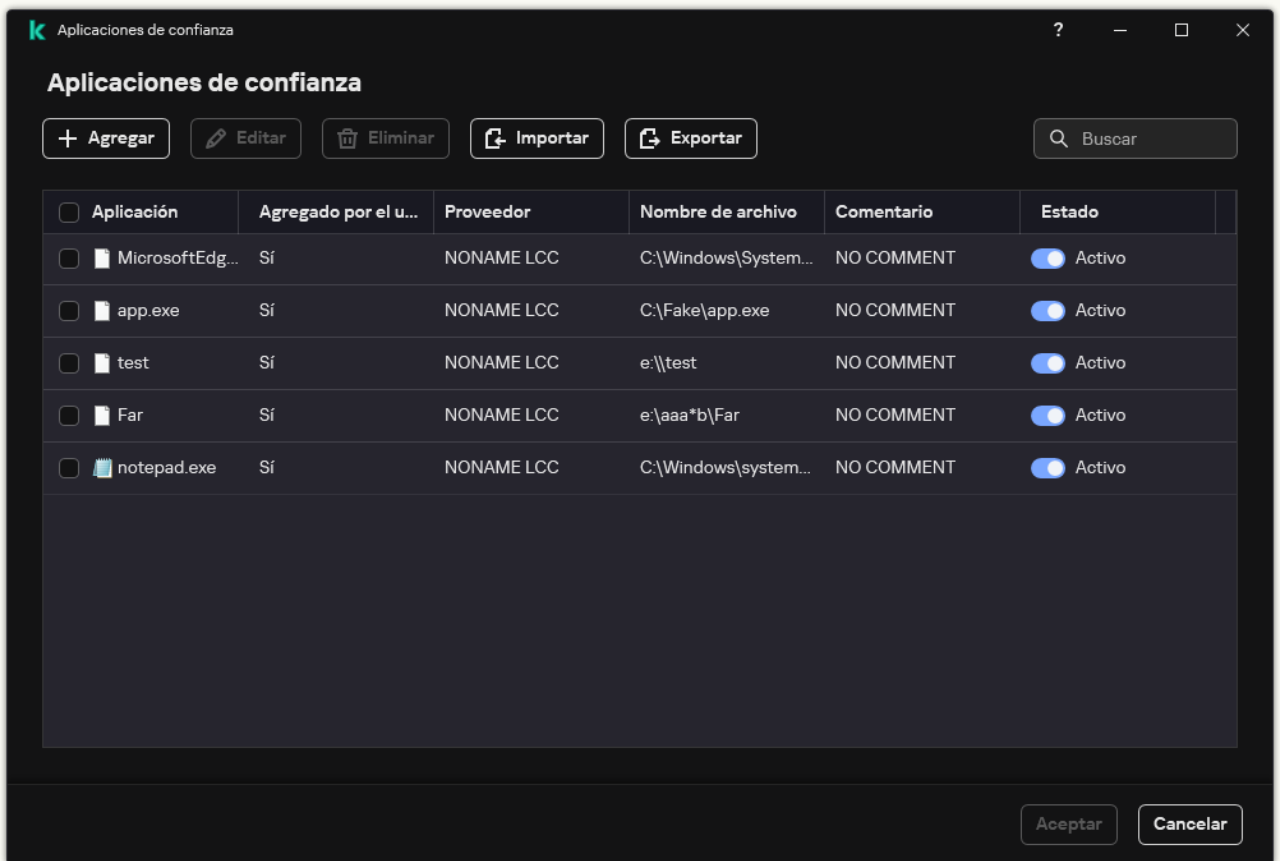 Aplicaciones de confianza
?
Aplicaciones de confianza
Agregar Editar Eliminar Importar Exportar Buscar
Aplicación Agregado por el u... Proveedor Nombre de archivo Comentario Estado
MicrosoftEdg... Sí NONAME LCC C:\Windows\System... NO COMMENT Activo
app.exe Sí NONAME LCC C:\Fake\app.exe NO COMMENT Activo
test Sí NONAME LCC e:\\test NO COMMENT Activo
Far Sí NONAME LCC e:\aaa*b\Far NO COMMENT Activo
notepad.exe Sí NONAME LCC C:\Windows\system... NO COMMENT Activo
Aceptar Cancelar